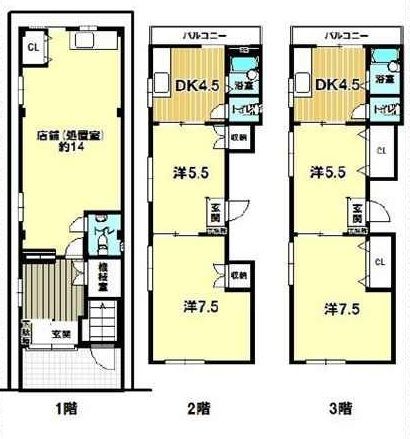 CL
店舗(処置室)
約14
トイレ
機械室
玄関
下駄箱
1階
バルコニー
DK4.5
浴室
トイレ
収納
洋5.5
玄関
下駄箱
収納
洋7.5
2階
バルコニー
DK4.5
浴室
トイレ
CL
洋5.5
玄関
下駄箱
CL
洋7.5
3階